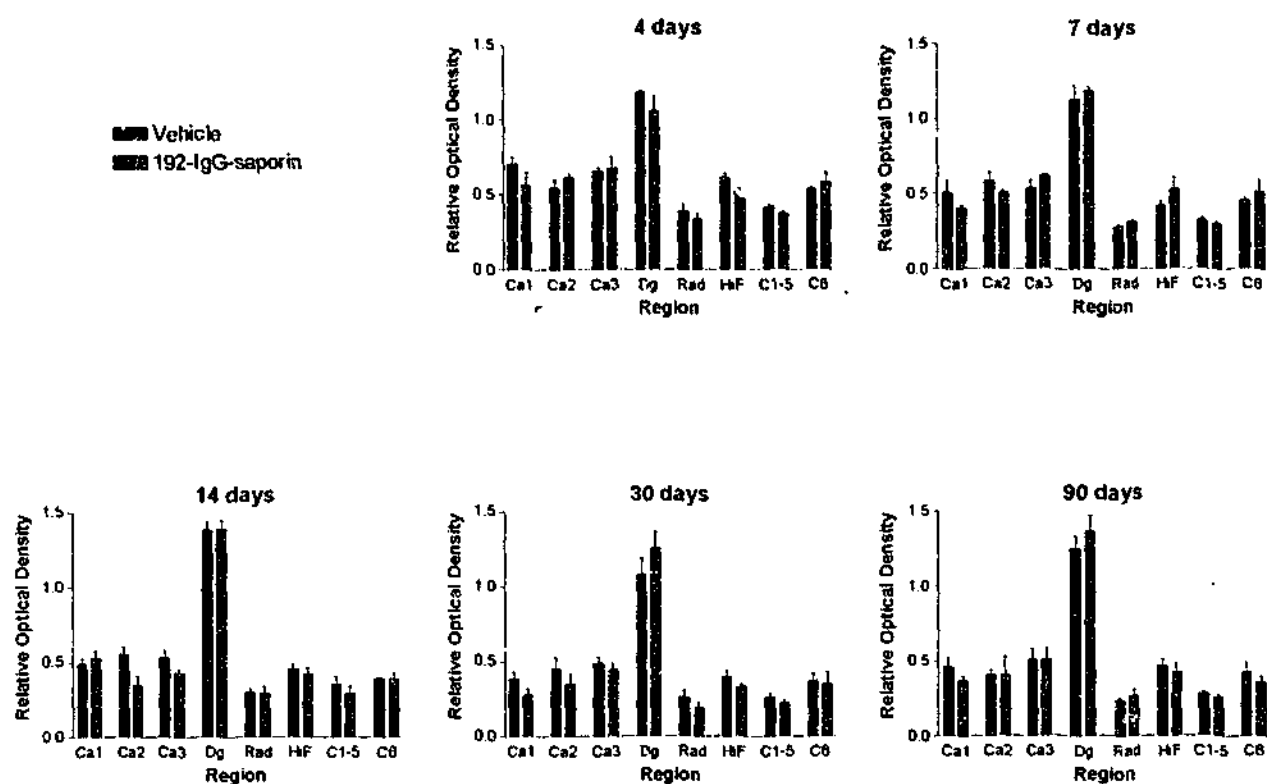 4 days
7 days
Vehicle
192-IgG-saporin
Relative Optical Density
1.5
1.0
0.5
0.0
Ca1 Ca2 Ca3 Dg Rad HiF C1-5 C6
Region
Relative Optical Density
1.5
1.0
0.5
0.0
Ca1 Ca2 Ca3 Dg Rad HiF C1-5 C6
Region
14 days
30 days
90 days
Relative Optical Density
1.5
1.0
0.5
0.0
Ca1 Ca2 Ca3 Dg Rad HiF C1-5 C6
Region
Relative Optical Density
1.5
1.0
0.5
0.0
Ca1 Ca2 Ca3 Dg Rad HiF C1-5 C6
Region
Relative Optical Density
1.5
1.0
0.5
0.0
Ca1 Ca2 Ca3 Dg Rad HiF C1-5 C6
Region